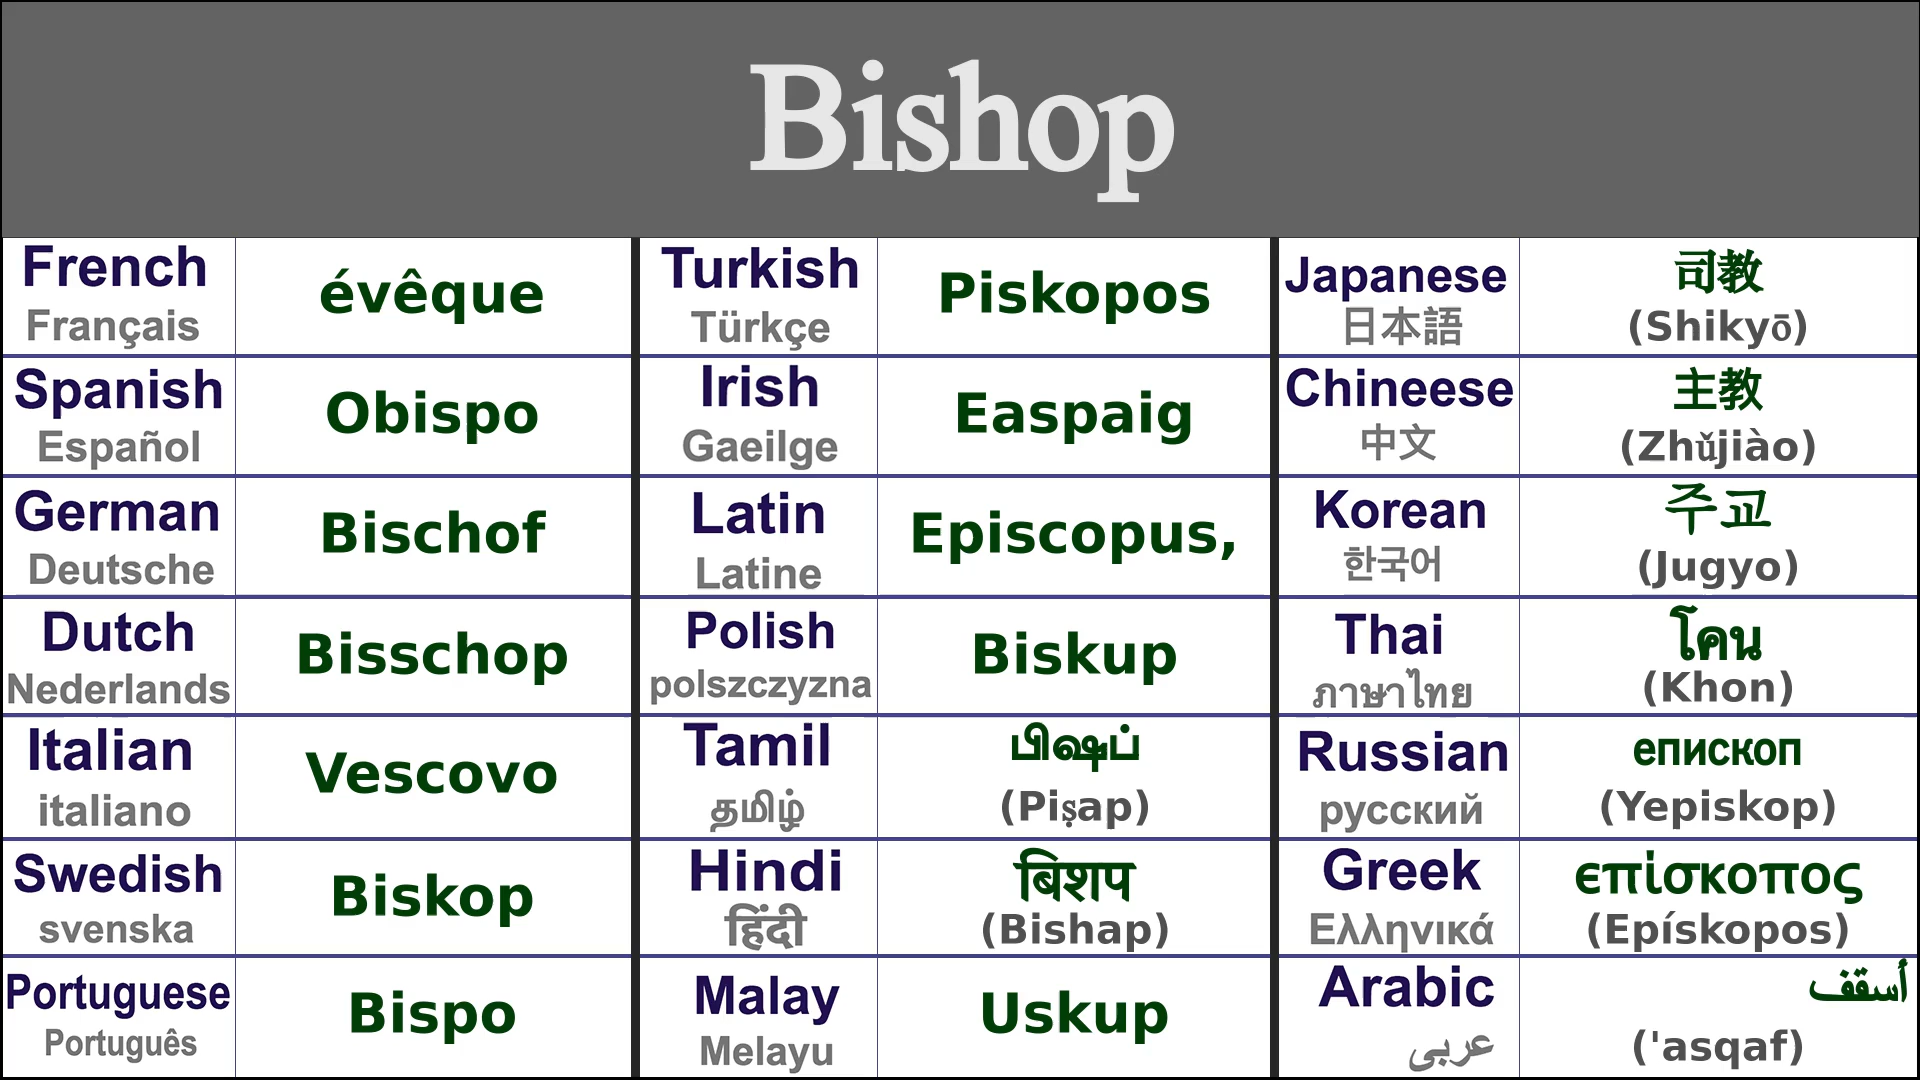 Bishop
French
Français
évêque
Turkish
Türkçe
Piskopos
Japanese
日本語
司教
(Shikyō)
Spanish
Español
Obispo
Irish
Gaeilge
Easpaig
Chineese
中文
主教
(Zhǔjiào)
German
Deutsche
Bischof
Latin
Latine
Episcopus,
Korean
한국어
주교
(Jugyo)
Dutch
Nederlands
Bisschop
Polish
polszczyzna
Biskup
Thai
ภาษาไทย
โคน
(Khon)
Italian
italiano
Vescovo
Tamil
தமிழ்
பிஷப்
(Piṣap)
Russian
русский
епископ
(Yepiskop)
Swedish
svenska
Biskop
Hindi
हिंदी
बिशप
(Bishap)
Greek
Ελληνικά
επίσκοπος
(Epískopos)
Portuguese
Português
Bispo
Malay
Melayu
Uskup
Arabic
عربى
أسقف
('asqaf)